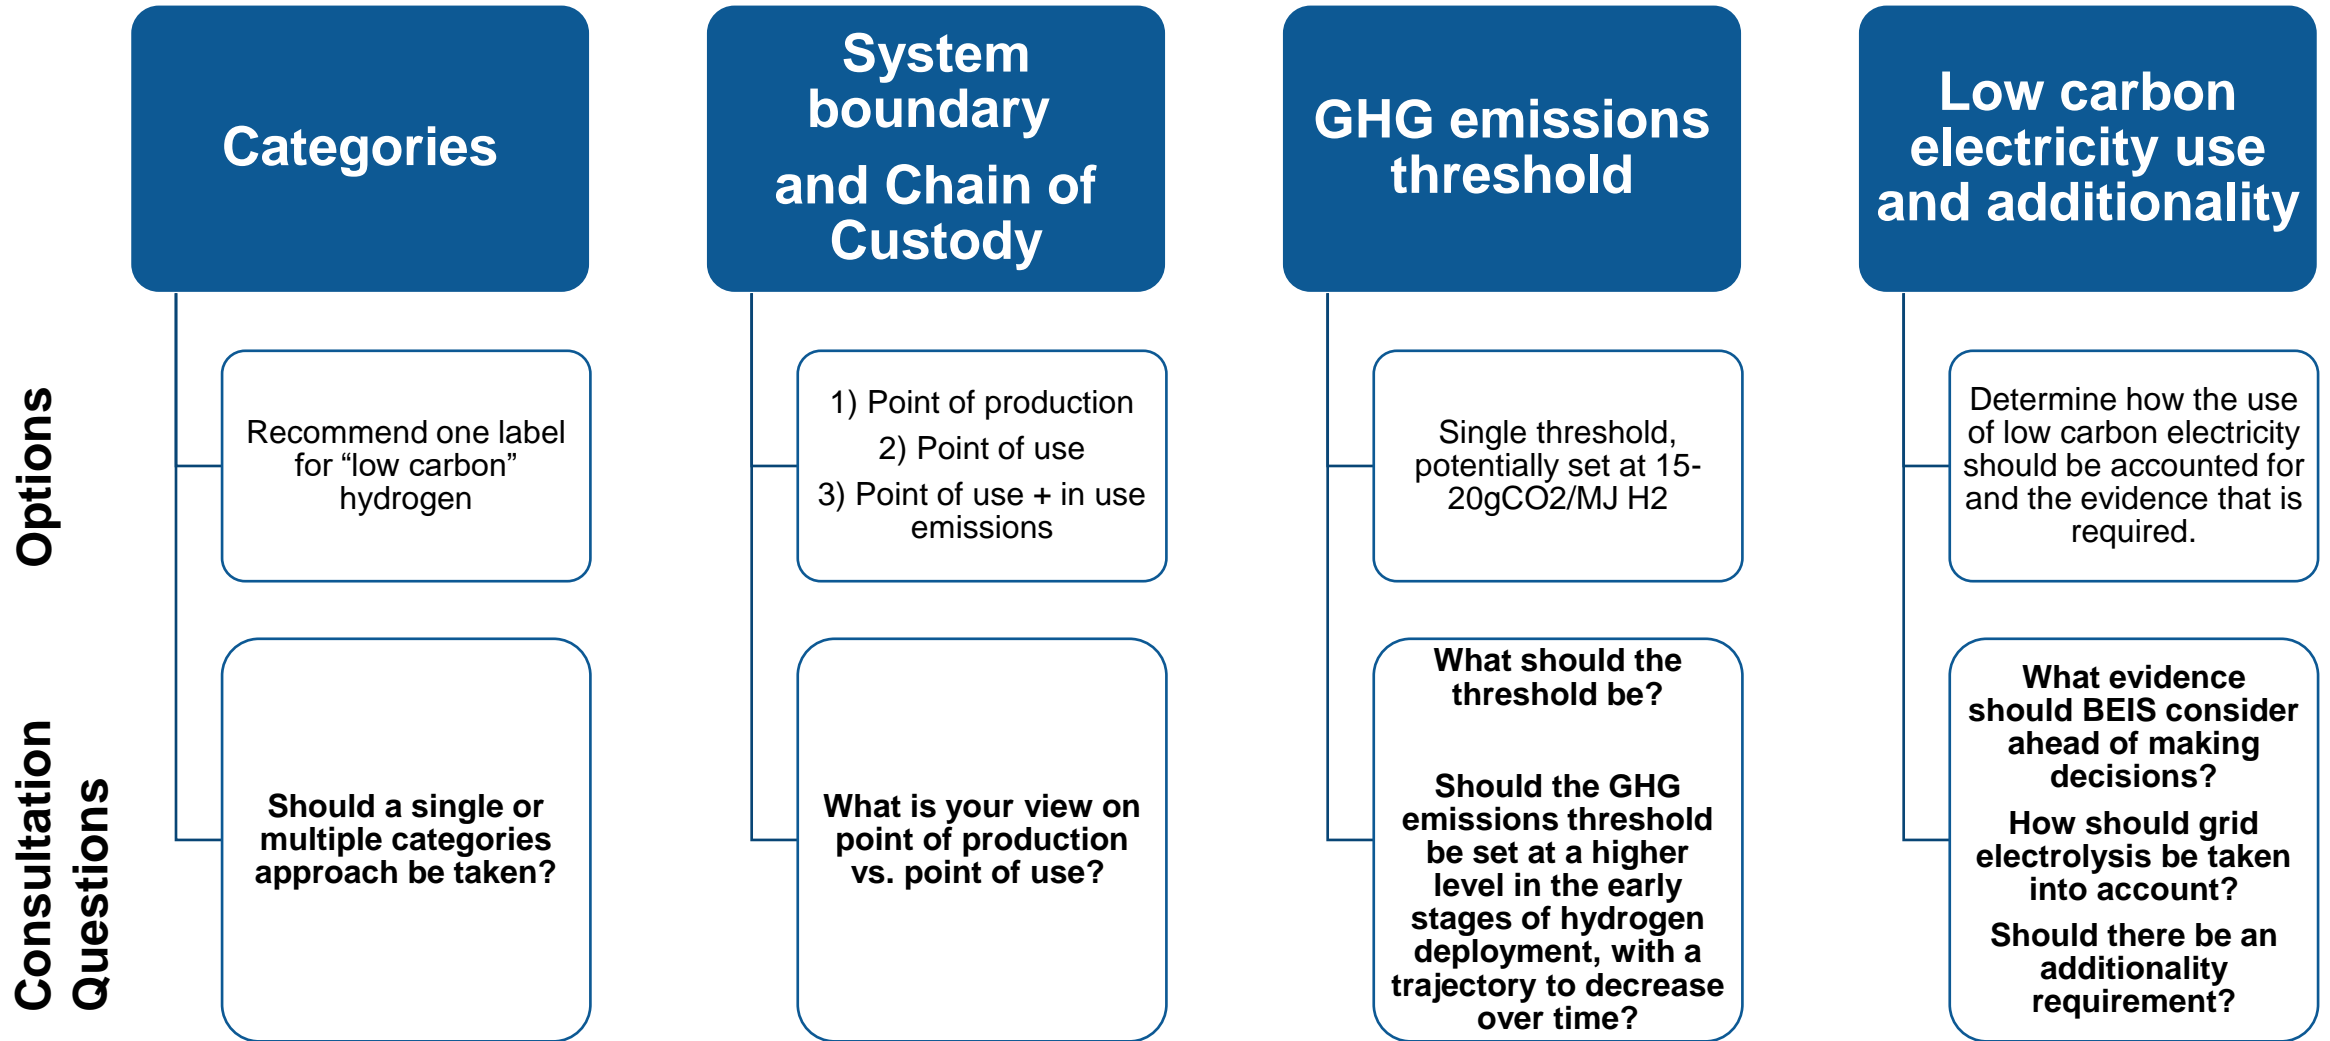 Categories
System
boundary
and Chain of
Custody
GHG emissions
threshold
Low carbon
electricity use
and additionality
Options
Recommend one label
for “low carbon”
hydrogen
1) Point of production
2) Point of use
3) Point of use + in use
emissions
Single threshold,
potentially set at 15-
20gCO2/MJ H2
Determine how the use
of low carbon electricity
should be accounted for
and the evidence that is
required.
Consultation
Questions
Should a single or
multiple categories
approach be taken?
What is your view on
point of production
vs. point of use?
What should the
threshold be?
Should the GHG
emissions threshold
be set at a higher
level in the early
stages of hydrogen
deployment, with a
trajectory to decrease
over time?
What evidence
should BEIS consider
ahead of making
decisions?
How should grid
electrolysis be taken
into account?
Should there be an
additionality
requirement?